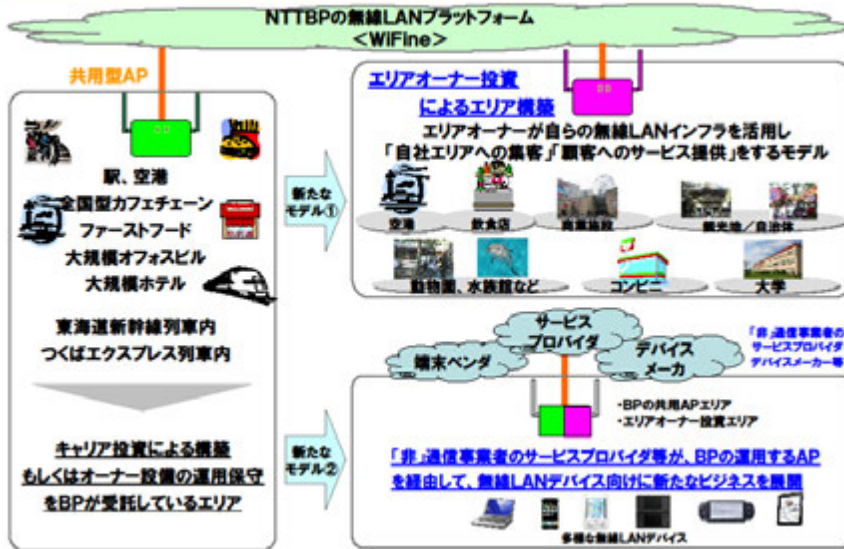 NTTBPの無線LANプラットフォーム
<WiFine>
共用型AP
駅、空港
全国型カフェチェーン
ファーストフード
大規模オフォスビル
大規模ホテル
東海道新幹線列車内
つくばエクスプレス列車内
キャリア投資による構築
もしくはオーナー設備の運用保守
をBPが受託しているエリア
新たな
モデル①
エリアオーナー投資
によるエリア構築
エリアオーナーが自らの無線LANインフラを活用し
「自社エリアへの集客」「顧客へのサービス提供」をするモデル
空港
飲食店
商業施設
観光地/自治体
動物園、水族館など
コンビニ
大学
新たな
モデル②
サービス
プロバイダ
端末ベンダ
デバイス
メーカ
「非」通信事業者の
サービスプロバイダ
デバイスメーカー等
・BPの共用APエリア
・エリアオーナー投資エリア
「非」通信事業者のサービスプロバイダ等が、BPの運用するAP
を経由して、無線LANデバイス向けに新たなビジネスを展開
多様な無線LANデバイス